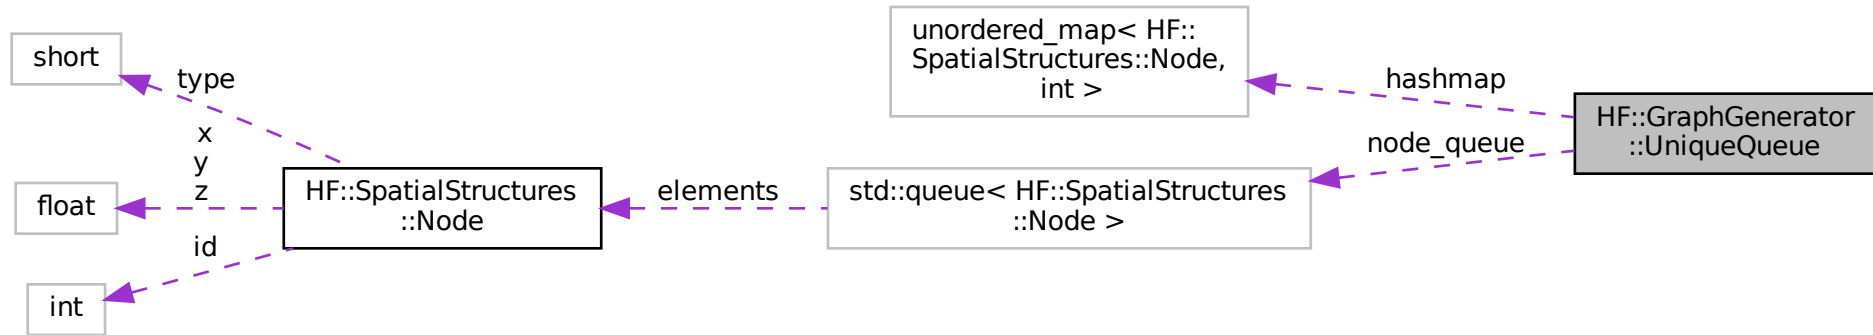 short
type
x
y
z
float
id
int
HF::SpatialStructures
::Node
elements
unordered_map< HF::
SpatialStructures::Node,
int >
std::queue< HF::SpatialStructures
::Node >
hashmap
node_queue
HF::GraphGenerator
::UniqueQueue